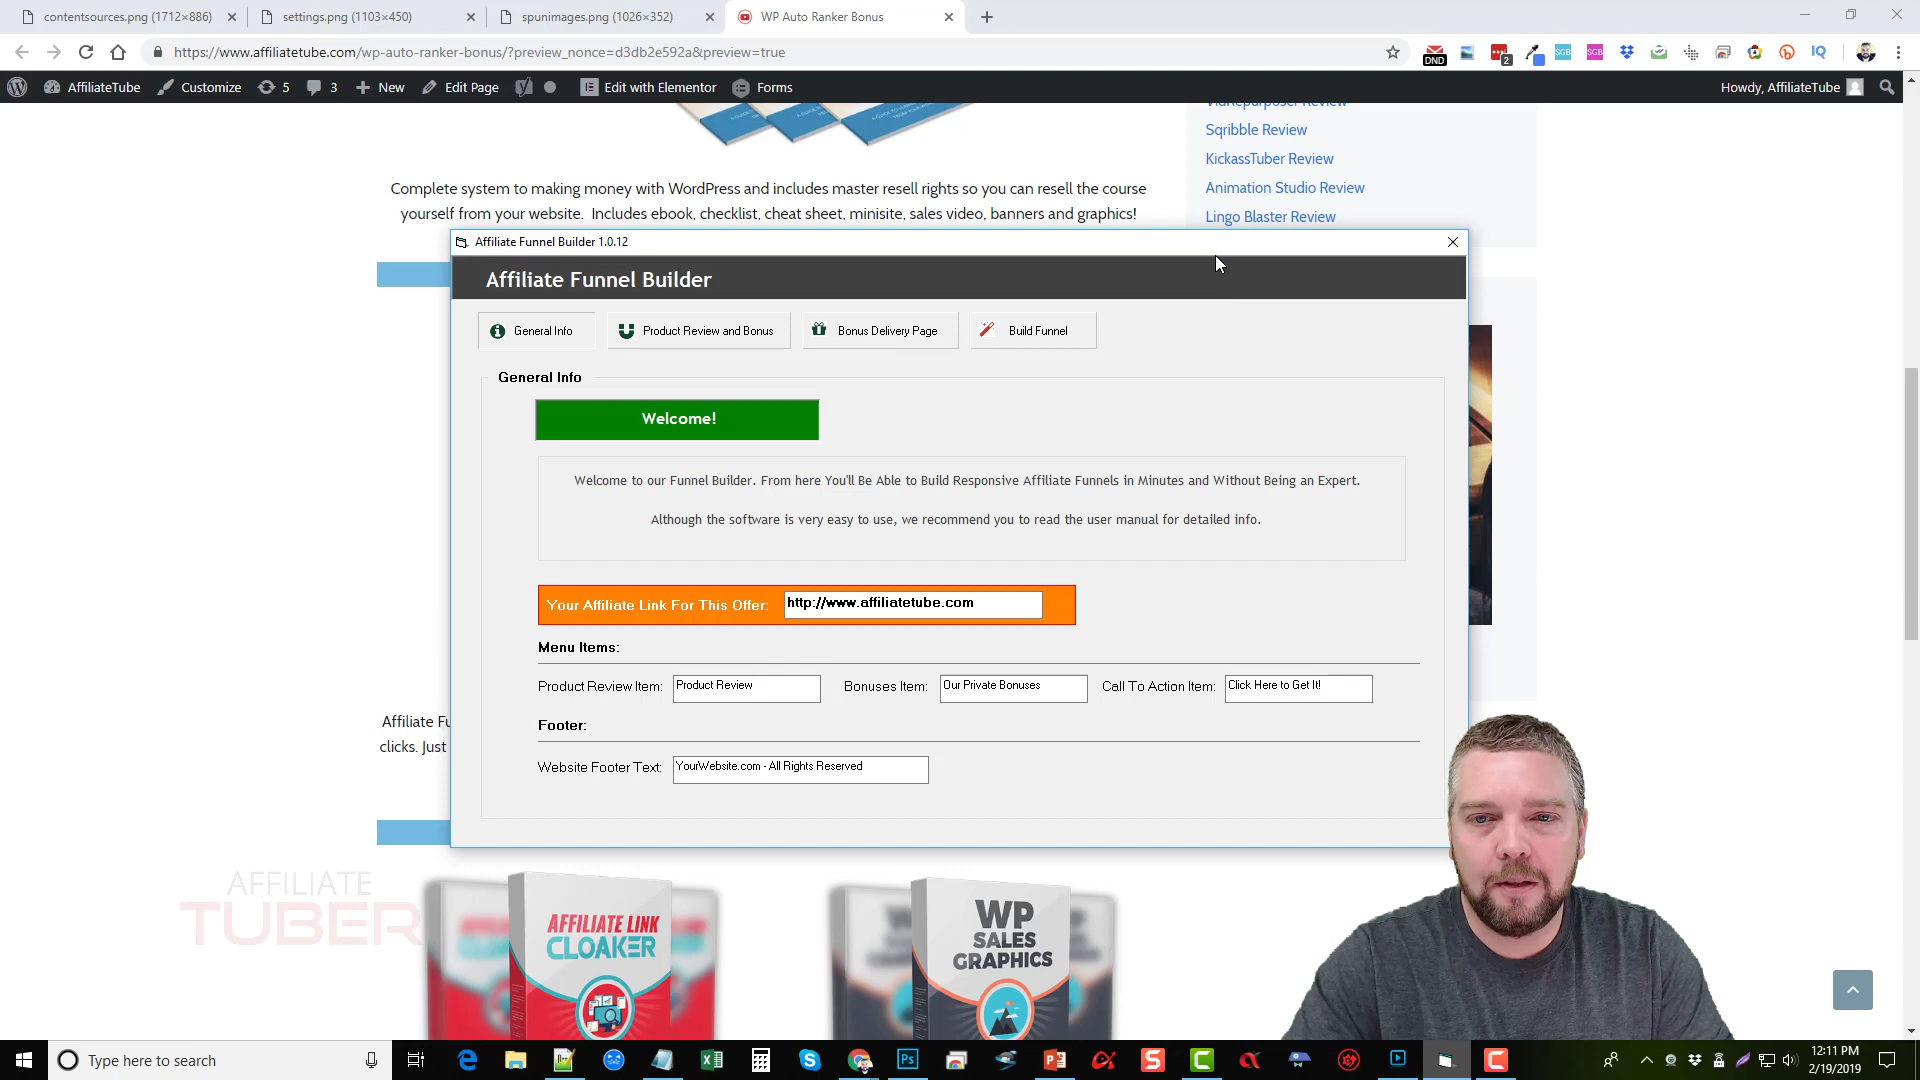 contentsources.png (1712×886)
settings.png (1103×450)
spunimages.png (1026×352)
WP Auto Ranker Bonus
https://www.affiliatetube.com/wp-auto-ranker-bonus/?preview_nonce=d3db2e592a&preview=true
DND
2
SGB
SGB
IQ
AffiliateTube
Customize
5
3
New
Edit Page
Edit with Elementor
Forms
Howdy, AffiliateTube
VidRepurposer Review
Sqribble Review
KickassTuber Review
Animation Studio Review
Lingo Blaster Review
Complete system to making money with WordPress and includes master resell rights so you can resell the course
yourself from your website. Includes ebook, checklist, cheat sheet, minisite, sales video, banners and graphics!
Affiliate Funnel Builder 1.0.12
Affiliate Funnel Builder
General Info
Product Review and Bonus
Bonus Delivery Page
Build Funnel
General Info
Welcome!
Welcome to our Funnel Builder. From here You'll Be Able to Build Responsive Affiliate Funnels in Minutes and Without Being an Expert.
Although the software is very easy to use, we recommend you to read the user manual for detailed info.
Your Affiliate Link For This Offer: http://www.affiliatetube.com
Menu Items:
Product Review Item: Product Review
Bonuses Item: Our Private Bonuses
Call To Action Item: Click Here to Get It!
Footer:
Website Footer Text: YourWebsite.com - All Rights Reserved
Affiliate Fu
clicks. Just
AFFILIATE
TUBER
AFFILIATE LINK
CLOAKER
WP
SALES
GRAPHICS
Type here to search
12:11 PM
2/19/2019